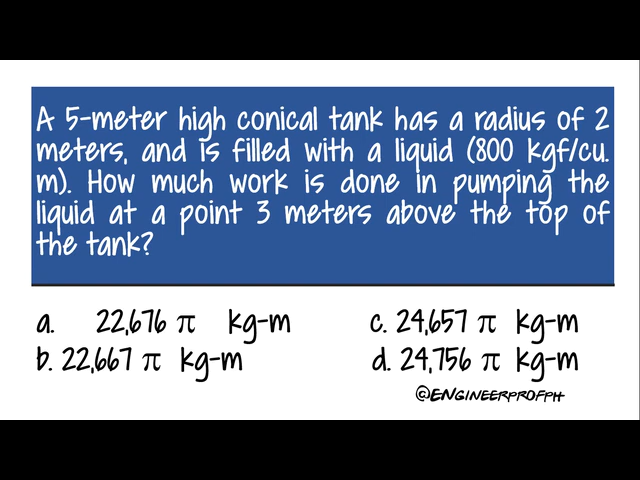 A 5-meter high conical tank has a radius of 2
meters, and is filled with a liquid (800 kgf/cu.
m). How much work is done in pumping the
liquid at a point 3 meters above the top of
the tank?
a. 22,676 π kg-m
b. 22,667 π kg-m
c. 24,657 π kg-m
d. 24,756 π kg-m
©ENGINEERPROFPH